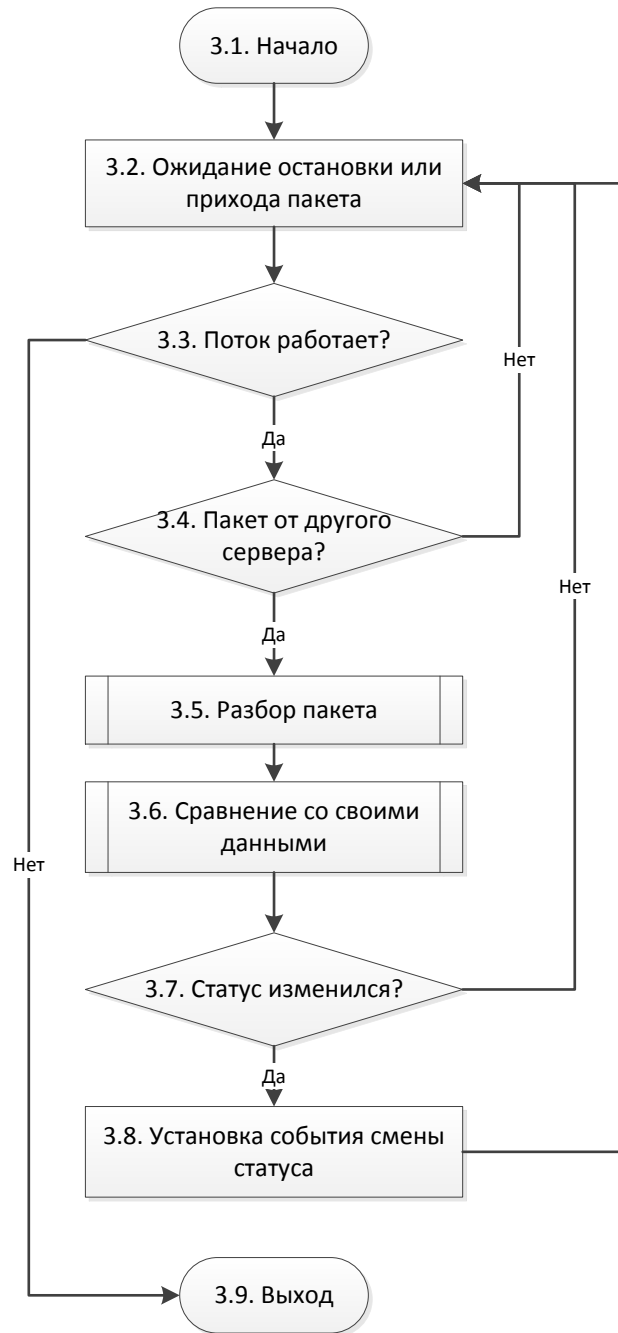 3.1. Начало
3.2. Ожидание остановки или
прихода пакета
3.3. Поток работает?
Нет
Да
3.4. Пакет от другого
сервера?
Нет
Да
3.5. Разбор пакета
3.6. Сравнение со своими
данными
Нет
3.7. Статус изменился?
Да
3.8. Установка события смены
статуса
3.9. Выход